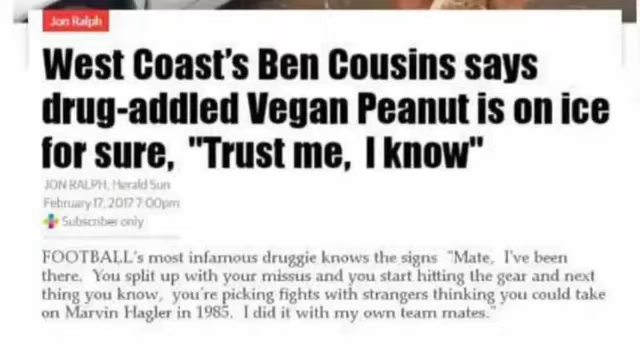 Jon Ralph
West Coast's Ben Cousins says
drug-addled Vegan Peanut is on ice
for sure, "Trust me, I know"
JON RALPH, Herald Sun
February 17, 2017 7:00pm
Subscriber only
FOOTBALL's most infamous druggie knows the signs "Mate, I've been
there. You split up with your missus and you start hitting the gear and next
thing you know, you're picking fights with strangers thinking you could take
on Marvin Hagler in 1985. I did it with my own team mates."